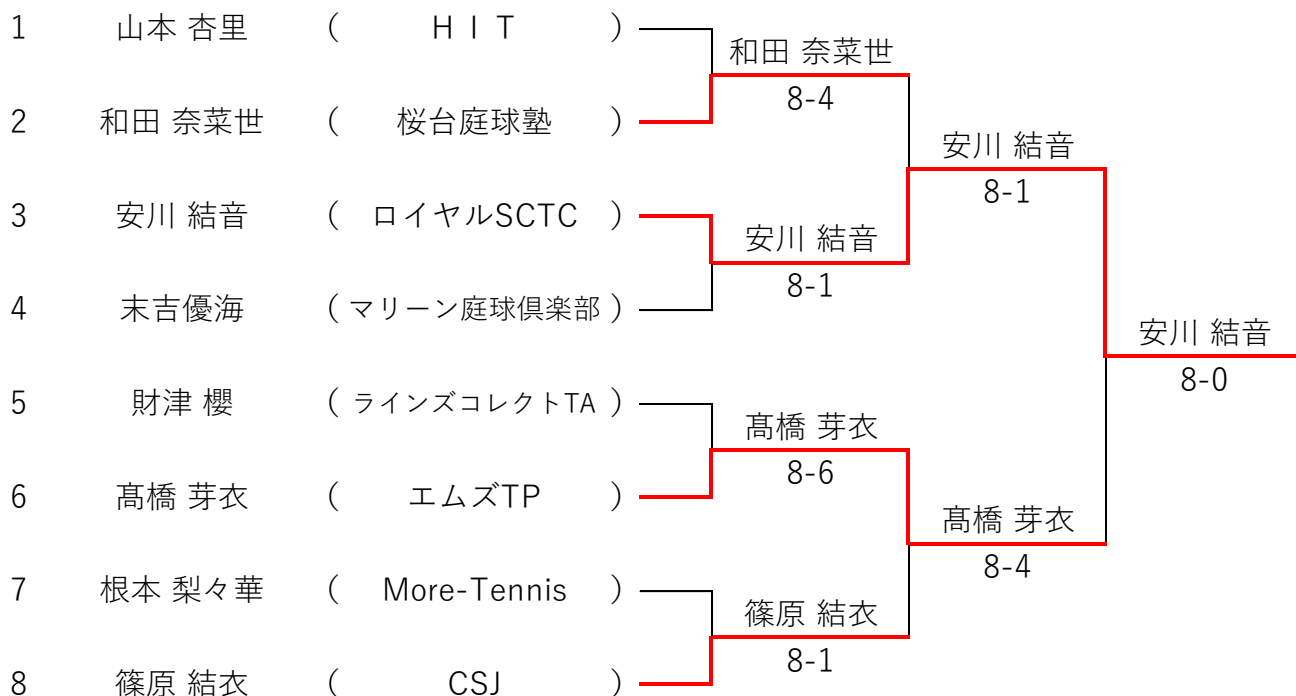 1 山本 杏里 ( ＨＩＴ )
和田 奈菜世
8-4
2 和田 奈菜世 ( 桜台庭球塾 )
安川 結音
8-1
3 安川 結音 ( ロイヤルSCTC )
安川 結音
8-1
4 末吉優海 ( マリーン庭球倶楽部 )
安川 結音
8-0
5 財津 櫻 ( ラインズコレクトTA )
髙橋 芽衣
8-6
6 髙橋 芽衣 ( エムズTP )
髙橋 芽衣
8-4
7 根本 梨々華 ( More-Tennis )
篠原 結衣
8-1
8 篠原 結衣 ( CSJ )